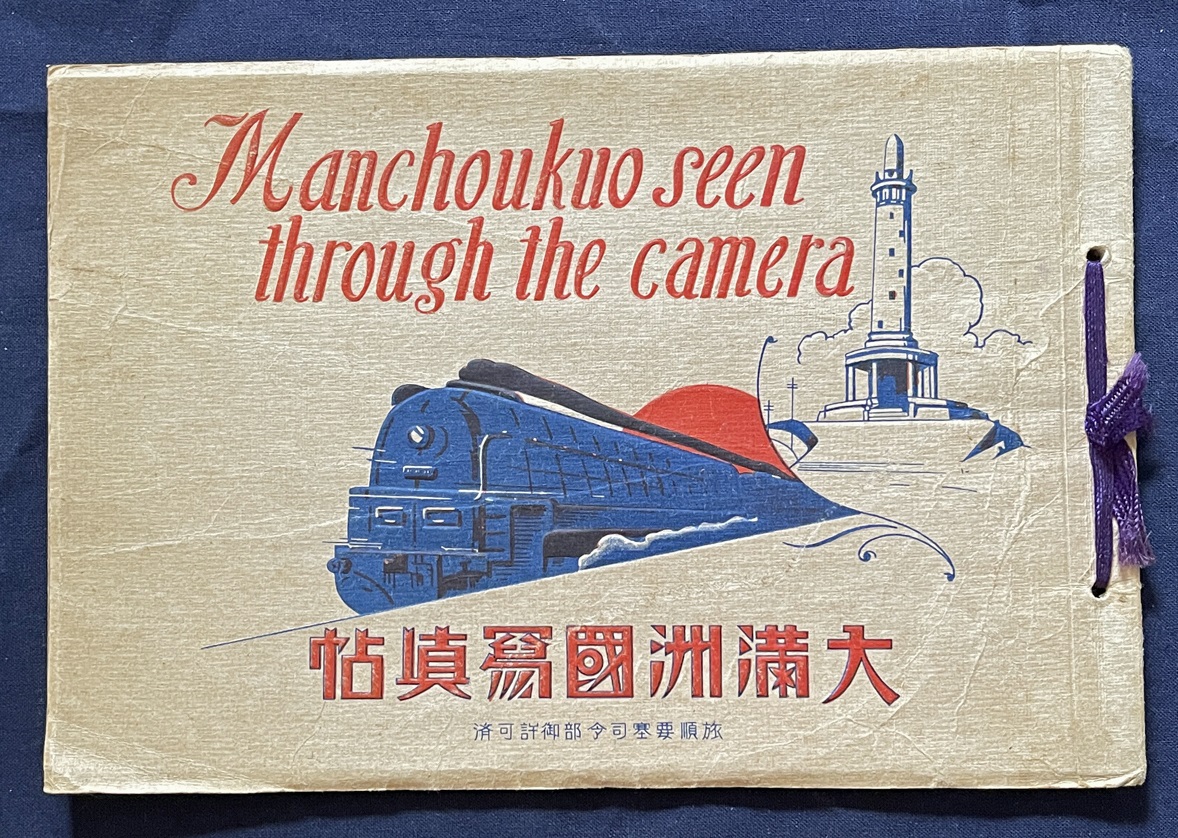 Manchoukuo seen
through the camera
大滿洲國寫眞帖
旅順要塞司令部御許可済